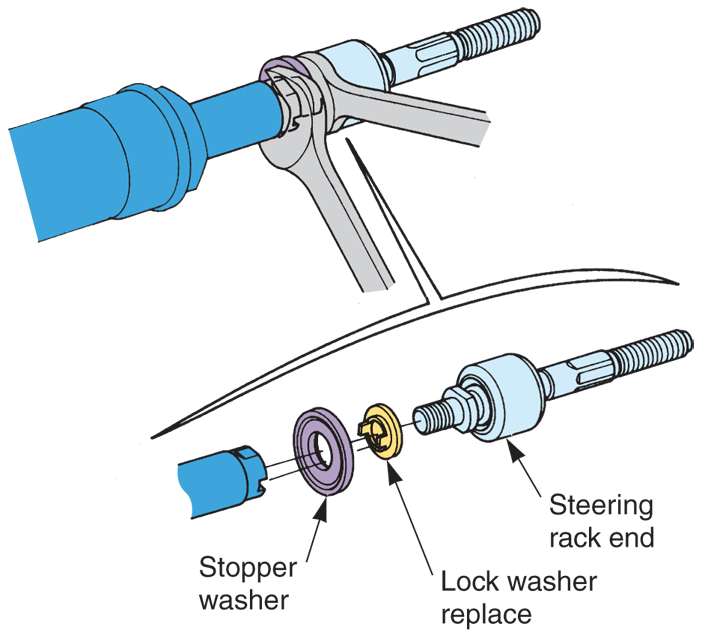 Steering
rack end
Stopper
washer
Lock washer
replace